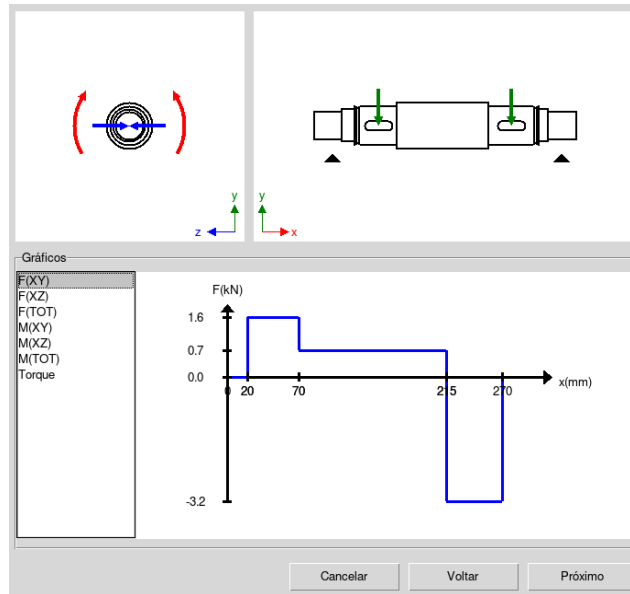 y
z
y
x
Gráficos
F(XY)
F(XZ)
F(TOT)
M(XY)
M(XZ)
M(TOT)
Torque
F(kN)
1.6
0.7
0.0
-3.2
0
20
70
215
270
x(mm)
Cancelar
Voltar
Próximo